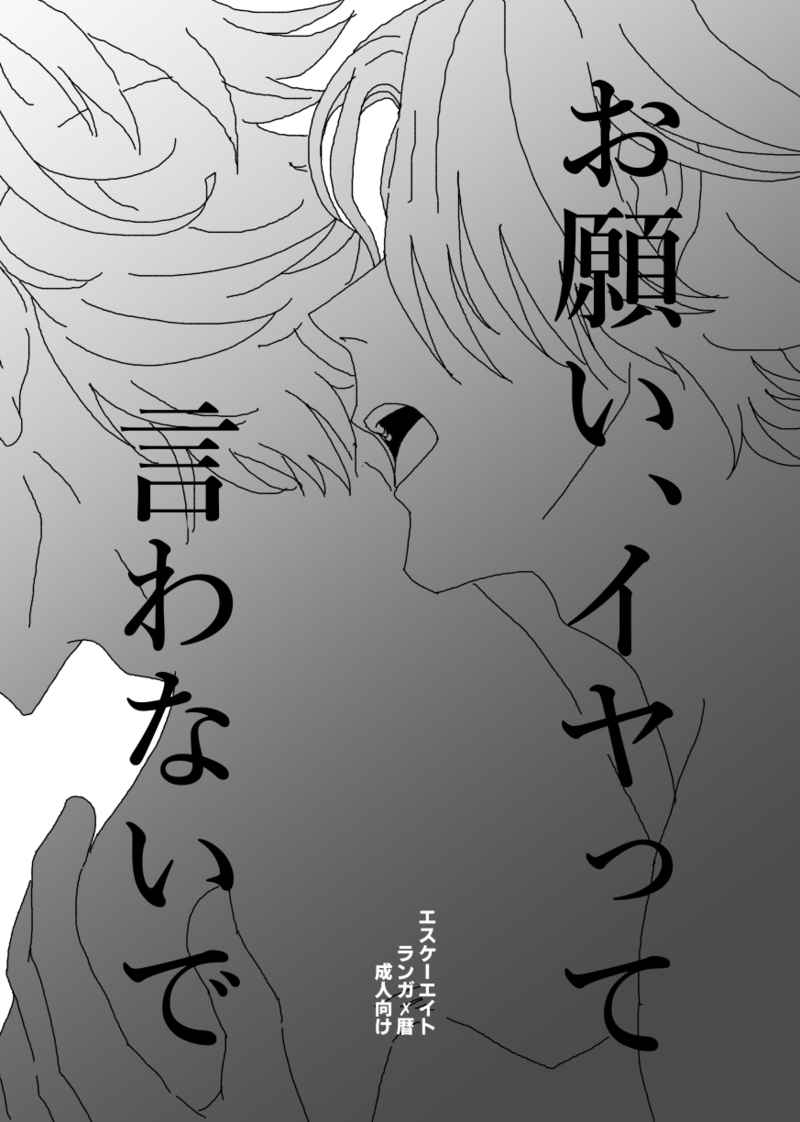 お願い、イヤって
言わないで
エスケーエイト
ランガ×暦
成人向け